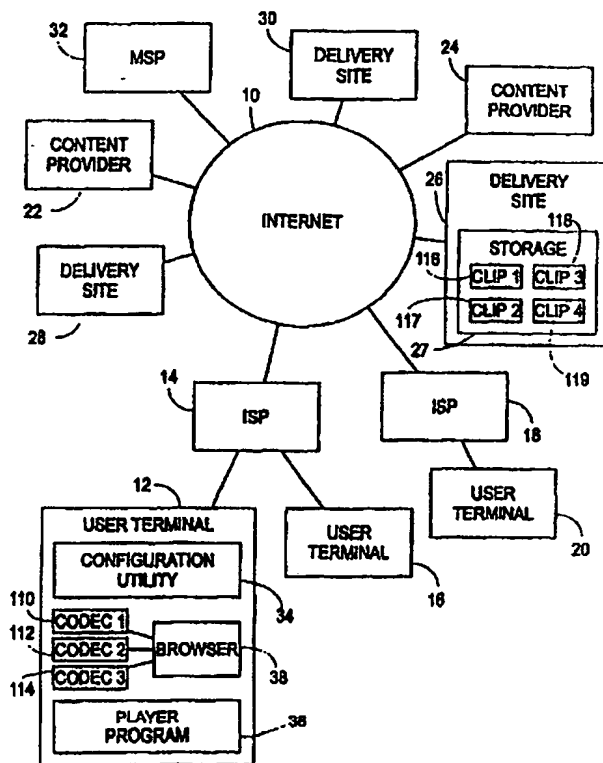 32
MSP
30
DELIVERY
SITE
24
CONTENT
PROVIDER
10
CONTENT
PROVIDER
22
INTERNET
26
DELIVERY
SITE
118
STORAGE
116
CLIP 1
CLIP 3
117
CLIP 2
CLIP 4
27
119
DELIVERY
SITE
28
14
ISP
ISP
18
12
USER TERMINAL
CONFIGURATION
UTILITY
34
USER
TERMINAL
16
USER
TERMINAL
20
110
CODEC 1
112
CODEC 2
BROWSER
114
CODEC 3
38
PLAYER
PROGRAM
36